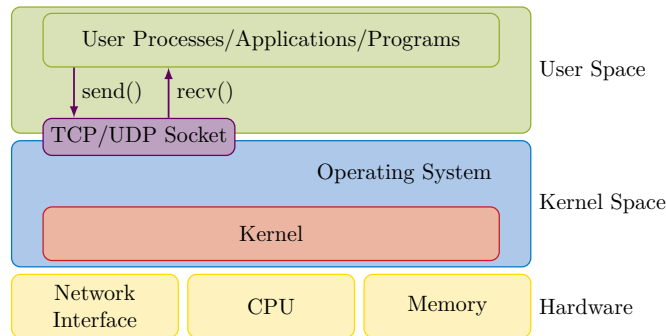 User Processes/Applications/Programs
User Space
send()
recv()
TCP/UDP Socket
Operating System
Kernel Space
Kernel
Network
Interface
CPU
Memory
Hardware